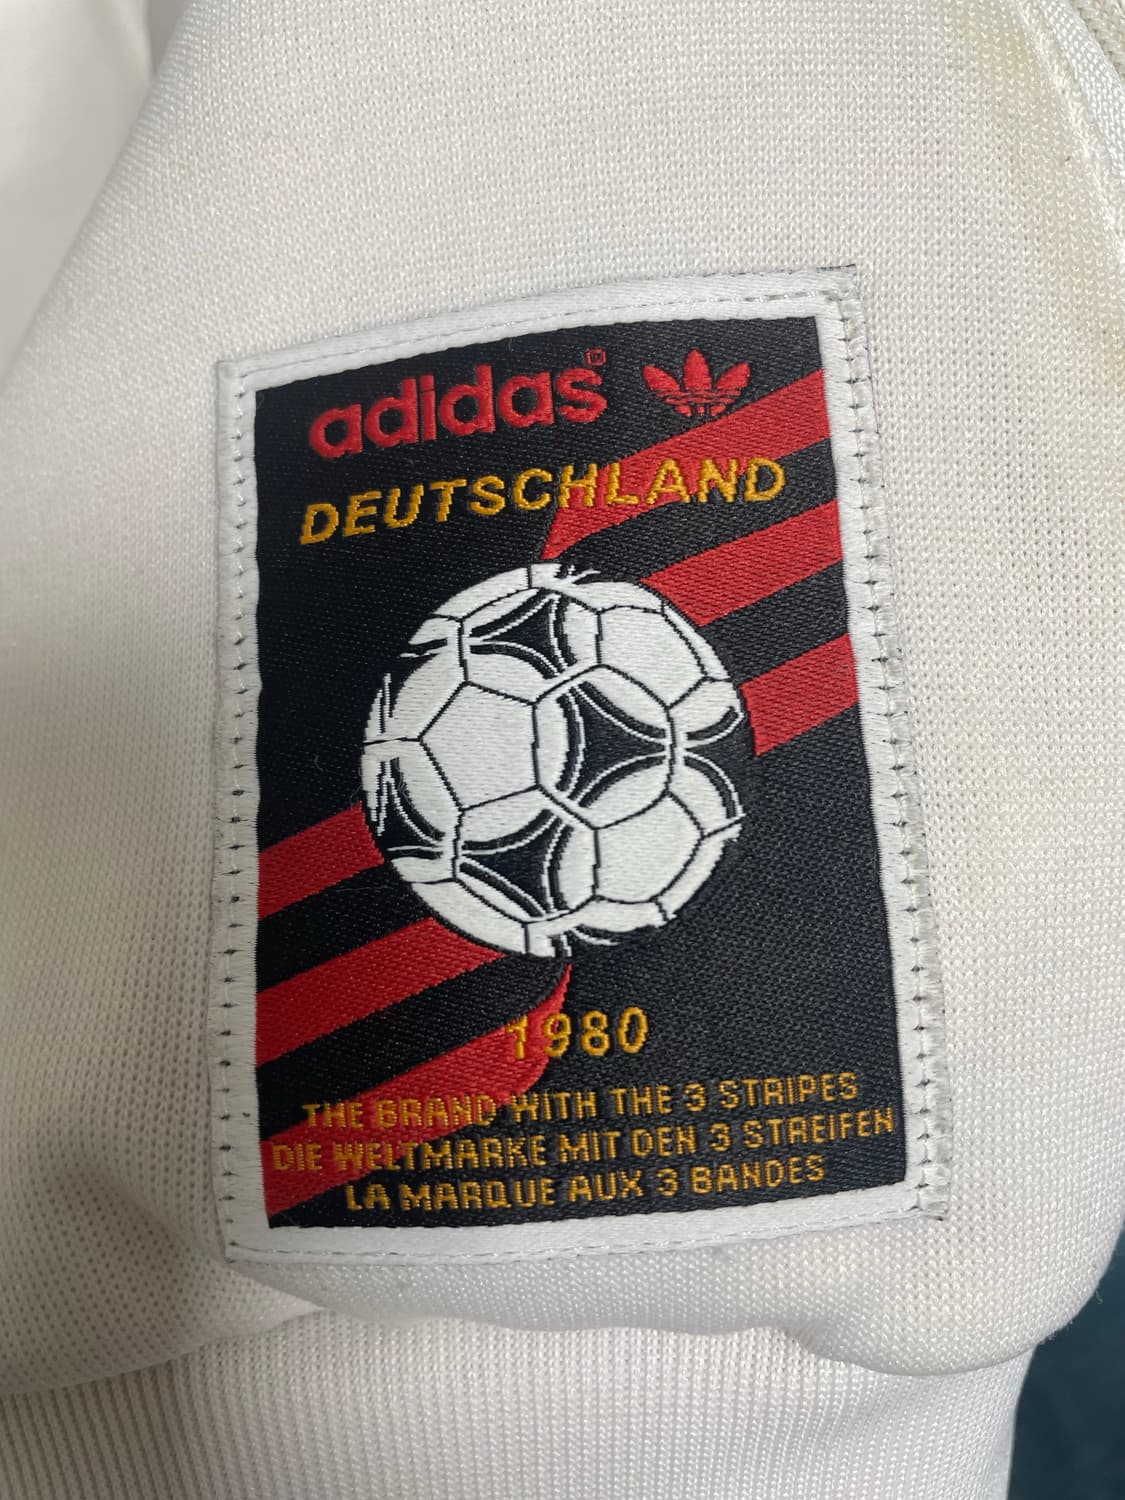 adidas
DEUTSCHLAND
1980
THE BRAND WITH THE 3 STRIPES
DIE WELTMARKE MIT DEN 3 STREIFEN
LA MARQUE AUX 3 BANDES